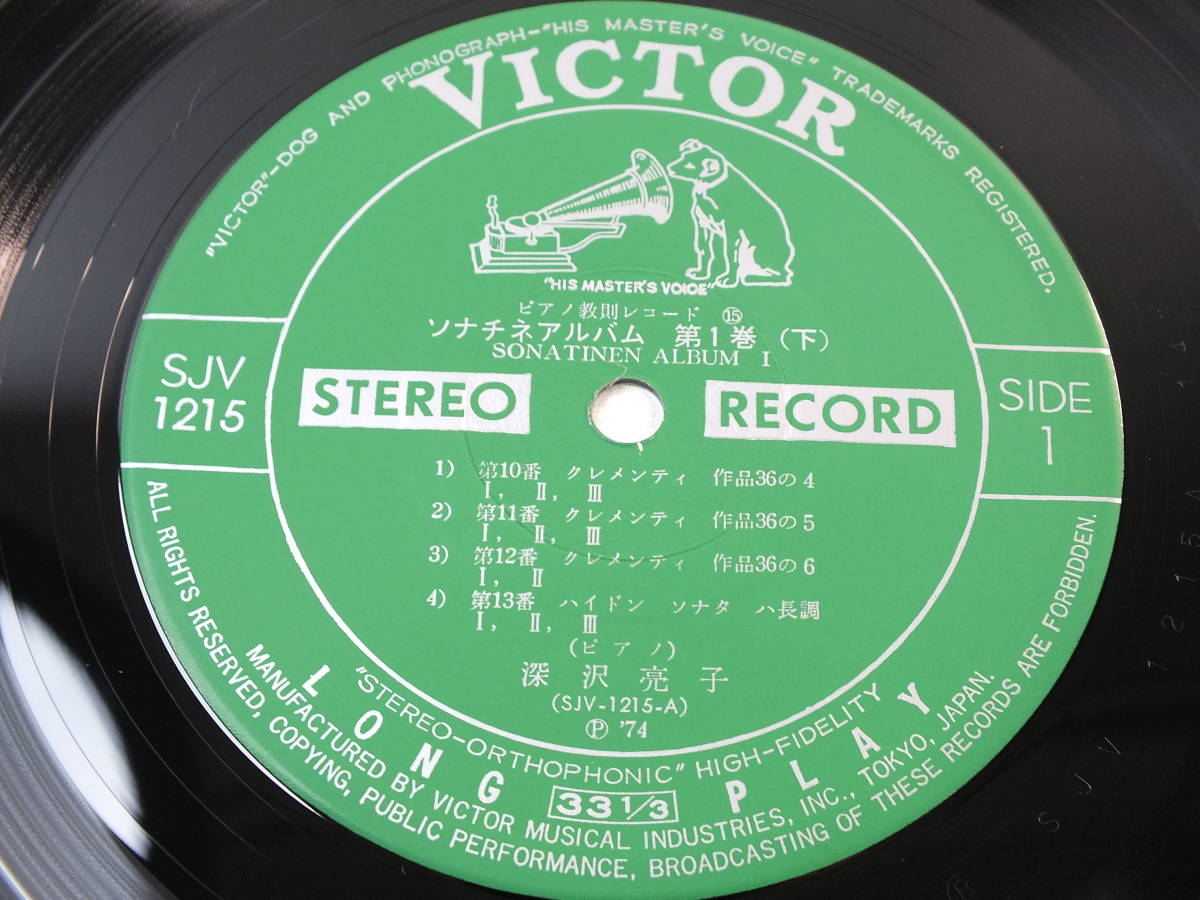 "VICTOR"–DOG AND PHONOGRAPH–"HIS MASTER'S VOICE" TRADEMARKS REGISTERED.
VICTOR
"HIS MASTER'S VOICE"
ピアノ教則レコード ⑮
ソナチネアルバム 第1巻 (下)
SONATINEN ALBUM I
SJV
1215
STEREO RECORD
SIDE
1
1) 第10番 クレメンティ 作品36の4
I, II, III
2) 第11番 クレメンティ 作品36の5
I, II, III
3) 第12番 クレメンティ 作品36の6
I, II
4) 第13番 ハイドン ソナタ ハ長調
I, II, III
(ピアノ)
深沢亮子
(SJV-1215-A)
Ⓟ '74
"STEREO–ORTHOPHONIC" HIGH–FIDELITY
LONG 33 1/3 PLAY
MANUFACTURED BY VICTOR MUSICAL INDUSTRIES, INC., TOKYO, JAPAN.
ALL RIGHTS RESERVED, COPYING, PUBLIC PERFORMANCE, BROADCASTING OF THESE RECORDS ARE FORBIDDEN.